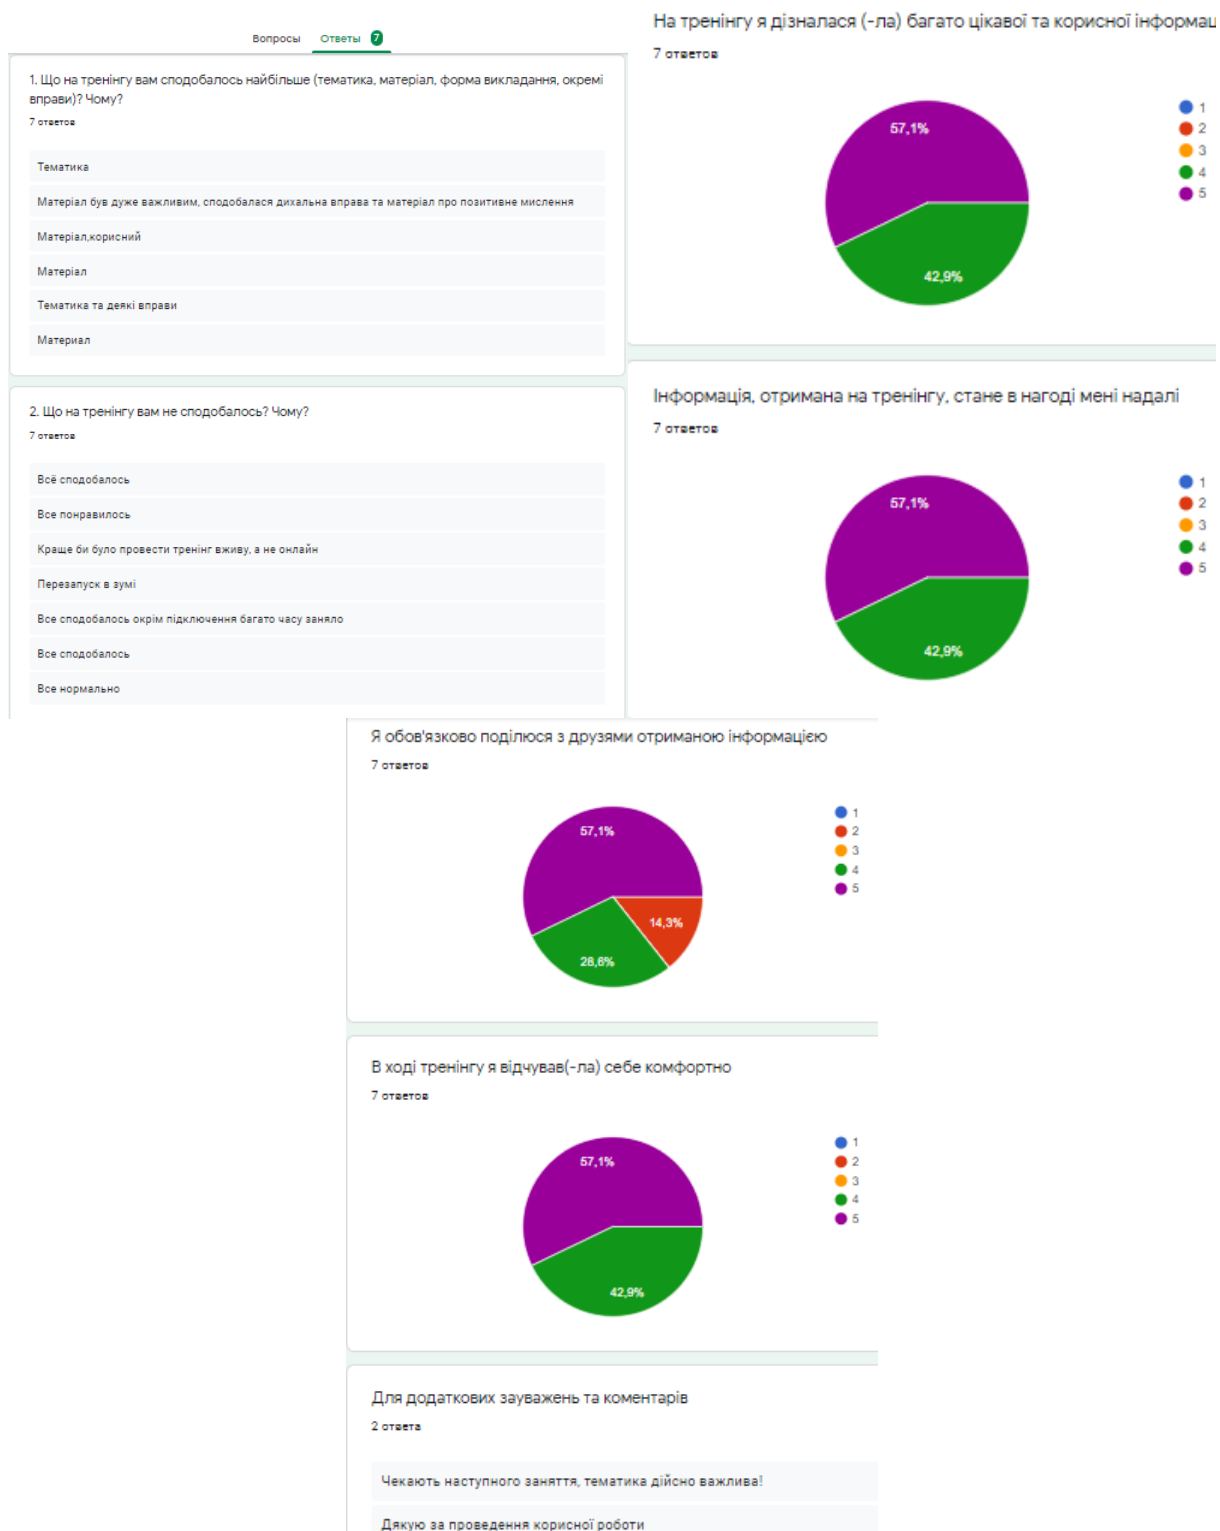 Вопросы Ответы 7
1. Що на тренінгу вам сподобалось найбільше (тематика, матеріал, форма викладання, окремі
вправи)? Чому?
7 ответов
Тематика
Матеріал був дуже важливим, сподобалася дихальна вправа та матеріал про позитивне мислення
Матеріал,корисний
Матеріал
Тематика та деякі вправи
Материал
2. Що на тренінгу вам не сподобалось? Чому?
7 ответов
Всё сподобалось
Все понравилось
Краще би було провести тренінг вживу, а не онлайн
Перезапуск в зумі
Все сподобалось окрім підключення багато часу заняло
Все сподобалось
Все нормально
На тренінгу я дізналася (-ла) багато цікавої та корисної інформац
7 ответов
57,1%
42,9%
1
2
3
4
5
Інформація, отримана на тренінгу, стане в нагоді мені надалі
7 ответов
57,1%
42,9%
1
2
3
4
5
Я обов'язково поділюся з друзями отриманою інформацією
7 ответов
57,1%
14,3%
28,6%
1
2
3
4
5
В ході тренінгу я відчував(-ла) себе комфортно
7 ответов
57,1%
42,9%
1
2
3
4
5
Для додаткових зауважень та коментарів
2 ответа
Чекають наступного заняття, тематика дійсно важлива!
Дякую за проведення корисної роботи